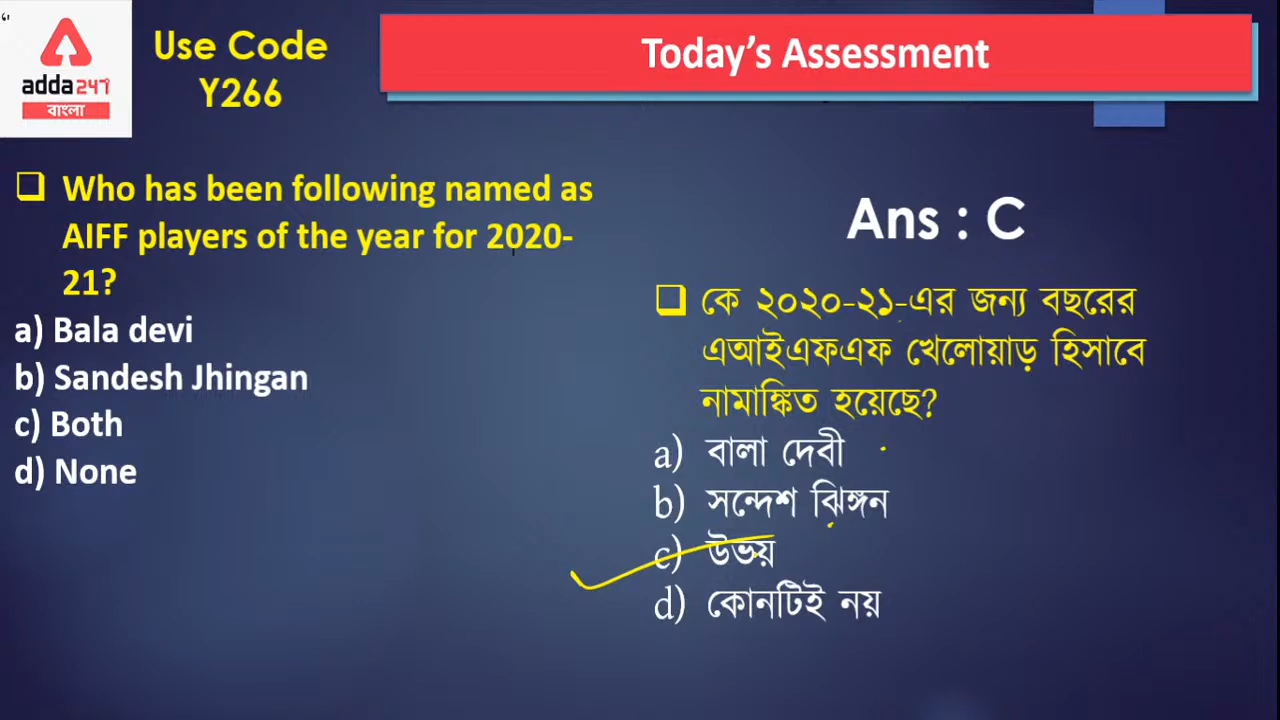 adda247
বাংলা
Use Code
Y266
Today's Assessment
Who has been following named as
AIFF players of the year for 2020-
21?
a) Bala devi
b) Sandesh Jhingan
c) Both
d) None
Ans : C
কে ২০২০-২১-এর জন্য বছরের
এআইএফএফ খেলোয়াড় হিসাবে
নামাঙ্কিত হয়েছে?
a) বালা দেবী
b) সন্দেশ ঝিঙ্গন
c) উভয়
d) কোনটিই নয়